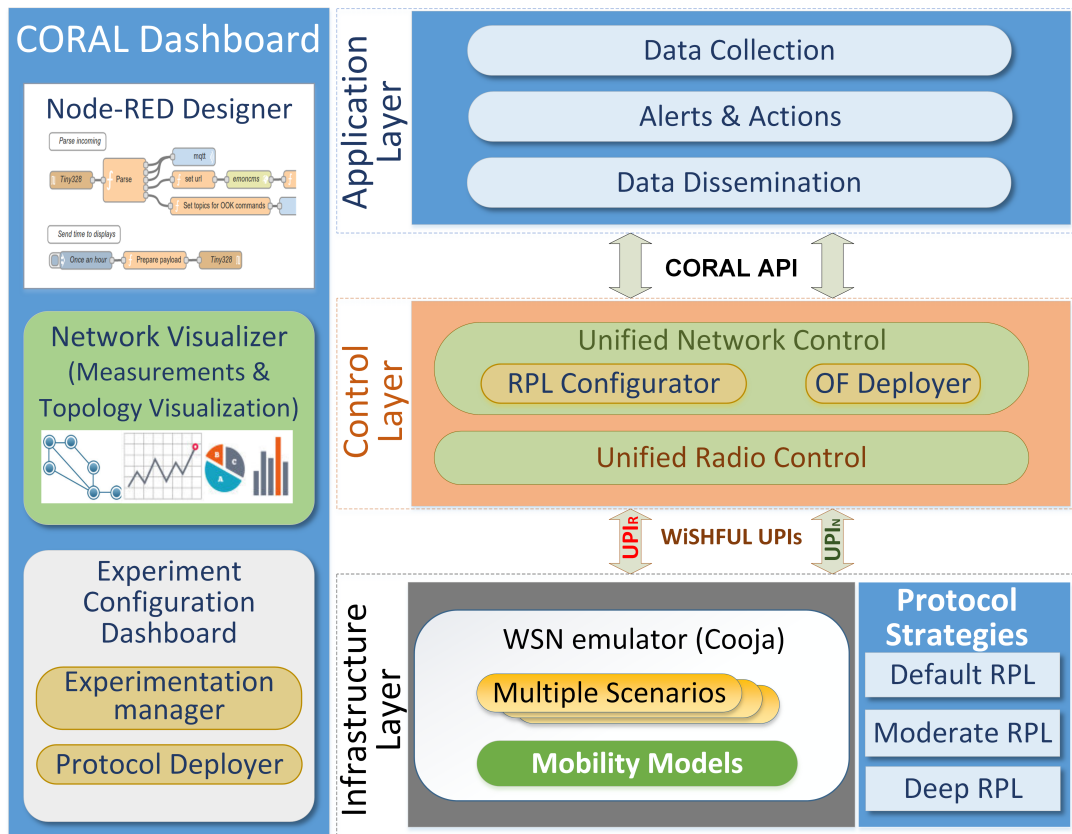 CORAL Dashboard
Node-RED Designer
Parse incoming
Tiny328
Parse
mqtt
set url
emoncms
Set topics for OOK commands
Send time to displays
Once an hour
Prepare payload
Tiny328
Network Visualizer
(Measurements &
Topology Visualization)
B
C
A
Experiment
Configuration
Dashboard
Experimentation
manager
Protocol Deployer
Application
Layer
Data Collection
Alerts & Actions
Data Dissemination
CORAL API
Control
Layer
Unified Network Control
RPL Configurator
OF Deployer
Unified Radio Control
UPIR
WiSHFUL UPIs
UPIN
Infrastructure
Layer
WSN emulator (Cooja)
Multiple Scenarios
Mobility Models
Protocol
Strategies
Default RPL
Moderate RPL
Deep RPL